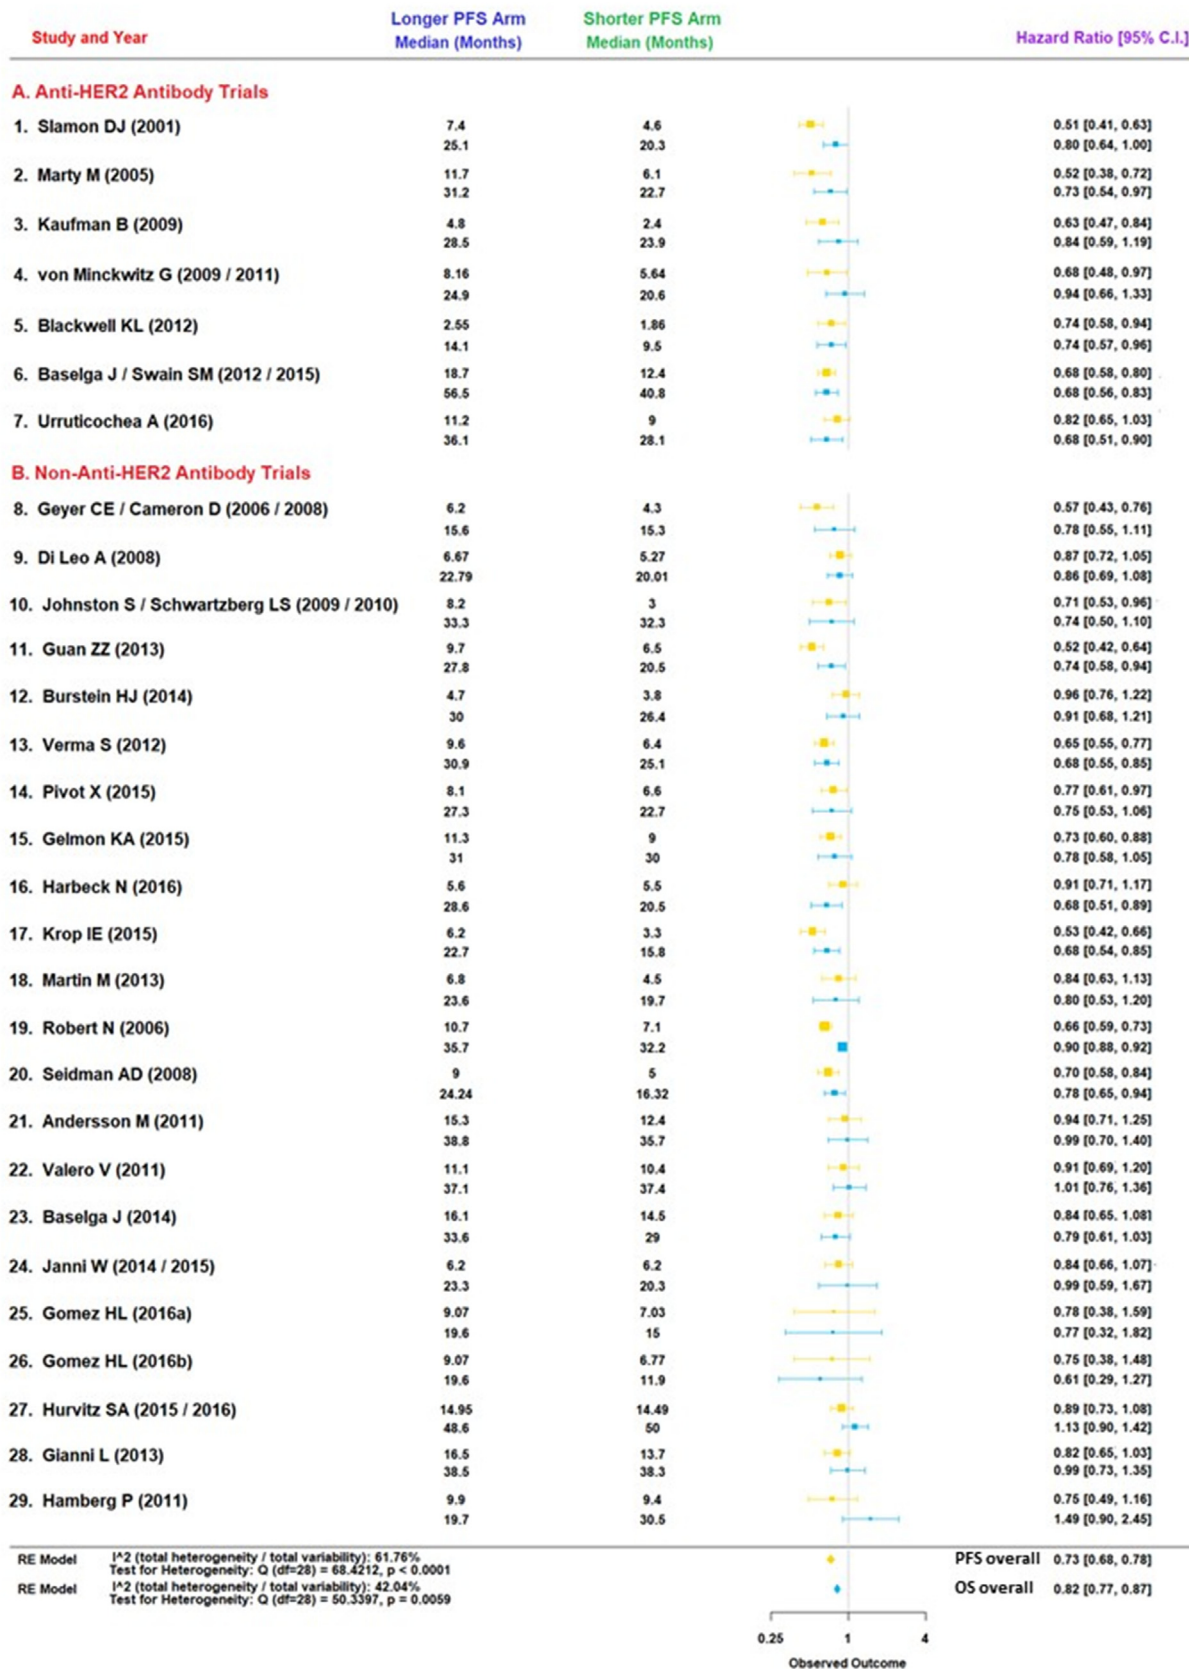 Longer PFS Arm Shorter PFS Arm
Study and Year Median (Months) Median (Months) Hazard Ratio [95% C.I.]
A. Anti-HER2 Antibody Trials
1. Slamon DJ (2001) 7.4 4.6 0.51 [0.41, 0.63]
25.1 20.3 0.80 [0.64, 1.00]
2. Marty M (2005) 11.7 6.1 0.52 [0.38, 0.72]
31.2 22.7 0.73 [0.54, 0.97]
3. Kaufman B (2009) 4.8 2.4 0.63 [0.47, 0.84]
28.5 23.9 0.84 [0.59, 1.19]
4. von Minckwitz G (2009 / 2011) 8.16 5.64 0.68 [0.48, 0.97]
24.9 20.6 0.94 [0.66, 1.33]
5. Blackwell KL (2012) 2.55 1.86 0.74 [0.58, 0.94]
14.1 9.5 0.74 [0.57, 0.96]
6. Baselga J / Swain SM (2012 / 2015) 18.7 12.4 0.68 [0.58, 0.80]
56.5 40.8 0.68 [0.56, 0.83]
7. Urruticochea A (2016) 11.2 9 0.82 [0.65, 1.03]
36.1 28.1 0.68 [0.51, 0.90]
B. Non-Anti-HER2 Antibody Trials
8. Geyer CE / Cameron D (2006 / 2008) 6.2 4.3 0.57 [0.43, 0.76]
15.6 15.3 0.78 [0.55, 1.11]
9. Di Leo A (2008) 6.67 5.27 0.87 [0.72, 1.05]
22.79 20.01 0.86 [0.69, 1.08]
10. Johnston S / Schwartzberg LS (2009 / 2010) 8.2 3 0.71 [0.53, 0.96]
33.3 32.3 0.74 [0.50, 1.10]
11. Guan ZZ (2013) 9.7 6.5 0.52 [0.42, 0.64]
27.8 20.5 0.74 [0.58, 0.94]
12. Burstein HJ (2014) 4.7 3.8 0.96 [0.76, 1.22]
30 26.4 0.91 [0.68, 1.21]
13. Verma S (2012) 9.6 6.4 0.65 [0.55, 0.77]
30.9 25.1 0.68 [0.55, 0.85]
14. Pivot X (2015) 8.1 6.6 0.77 [0.61, 0.97]
27.3 22.7 0.75 [0.53, 1.06]
15. Gelmon KA (2015) 11.3 9 0.73 [0.60, 0.88]
31 30 0.78 [0.58, 1.05]
16. Harbeck N (2016) 5.6 5.5 0.91 [0.71, 1.17]
28.6 20.5 0.68 [0.51, 0.89]
17. Krop IE (2015) 6.2 3.3 0.53 [0.42, 0.66]
22.7 15.8 0.68 [0.54, 0.85]
18. Martin M (2013) 6.8 4.5 0.84 [0.63, 1.13]
23.6 19.7 0.80 [0.53, 1.20]
19. Robert N (2006) 10.7 7.1 0.66 [0.59, 0.73]
35.7 32.2 0.90 [0.88, 0.92]
20. Seidman AD (2008) 9 5 0.70 [0.58, 0.84]
24.24 16.32 0.78 [0.65, 0.94]
21. Andersson M (2011) 15.3 12.4 0.94 [0.71, 1.25]
38.8 35.7 0.99 [0.70, 1.40]
22. Valero V (2011) 11.1 10.4 0.91 [0.69, 1.20]
37.1 37.4 1.01 [0.76, 1.36]
23. Baselga J (2014) 16.1 14.5 0.84 [0.65, 1.08]
33.6 29 0.79 [0.61, 1.03]
24. Janni W (2014 / 2015) 6.2 6.2 0.84 [0.66, 1.07]
23.3 20.3 0.99 [0.59, 1.67]
25. Gomez HL (2016a) 9.07 7.03 0.78 [0.38, 1.59]
19.6 15 0.77 [0.32, 1.82]
26. Gomez HL (2016b) 9.07 6.77 0.75 [0.38, 1.48]
19.6 11.9 0.61 [0.29, 1.27]
27. Hurvitz SA (2015 / 2016) 14.95 14.49 0.89 [0.73, 1.08]
48.6 50 1.13 [0.90, 1.42]
28. Gianni L (2013) 16.5 13.7 0.82 [0.65, 1.03]
38.5 38.3 0.99 [0.73, 1.35]
29. Hamberg P (2011) 9.9 9.4 0.75 [0.49, 1.16]
19.7 30.5 1.49 [0.90, 2.45]
RE Model I^2 (total heterogeneity / total variability): 61.76% PFS overall 0.73 [0.68, 0.78]
Test for Heterogeneity: Q (df=28) = 68.4212, p < 0.0001
RE Model I^2 (total heterogeneity / total variability): 42.04% OS overall 0.82 [0.77, 0.87]
Test for Heterogeneity: Q (df=28) = 50.3397, p = 0.0059
0.25 1 4
Observed Outcome